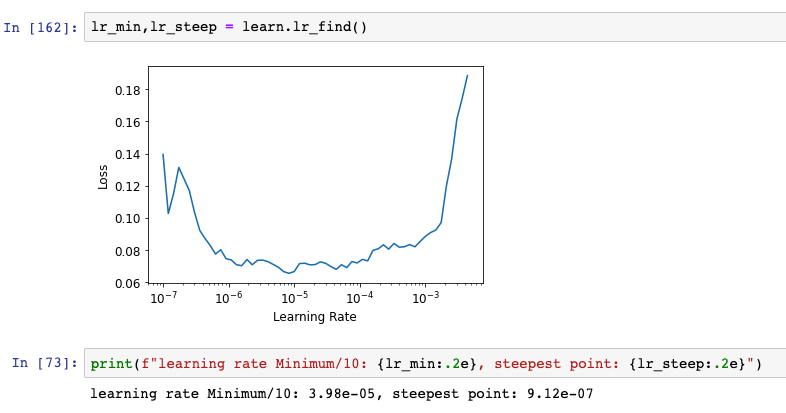 In [162]: lr_min,lr_steep = learn.lr_find()
0.18
0.16
0.14
0.12
0.10
0.08
0.06
Loss
10⁻⁷ 10⁻⁶ 10⁻⁵ 10⁻⁴ 10⁻³
Learning Rate
In [73]: print(f"learning rate Minimum/10: {lr_min:.2e}, steepest point: {lr_steep:.2e}")
learning rate Minimum/10: 3.98e-05, steepest point: 9.12e-07